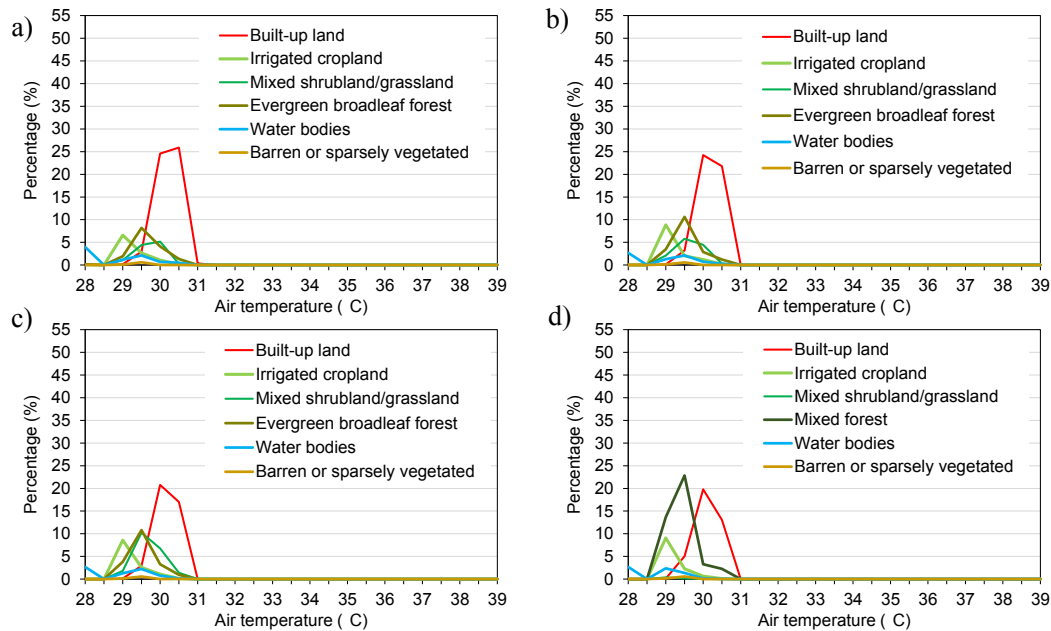 a)
55
50
45
40
35
30
25
20
15
10
5
0
Percentage (%)
Built-up land
Irrigated cropland
Mixed shrubland/grassland
Evergreen broadleaf forest
Water bodies
Barren or sparsely vegetated
28 29 30 31 32 33 34 35 36 37 38 39
Air temperature ( C)
b)
55
50
45
40
35
30
25
20
15
10
5
0
Percentage (%)
Built-up land
Irrigated cropland
Mixed shrubland/grassland
Evergreen broadleaf forest
Water bodies
Barren or sparsely vegetated
28 29 30 31 32 33 34 35 36 37 38 39
Air temperature ( C)
c)
55
50
45
40
35
30
25
20
15
10
5
0
Percentage (%)
Built-up land
Irrigated cropland
Mixed shrubland/grassland
Evergreen broadleaf forest
Water bodies
Barren or sparsely vegetated
28 29 30 31 32 33 34 35 36 37 38 39
Air temperature ( C)
d)
55
50
45
40
35
30
25
20
15
10
5
0
Percentage (%)
Built-up land
Irrigated cropland
Mixed shrubland/grassland
Mixed forest
Water bodies
Barren or sparsely vegetated
28 29 30 31 32 33 34 35 36 37 38 39
Air temperature ( C)